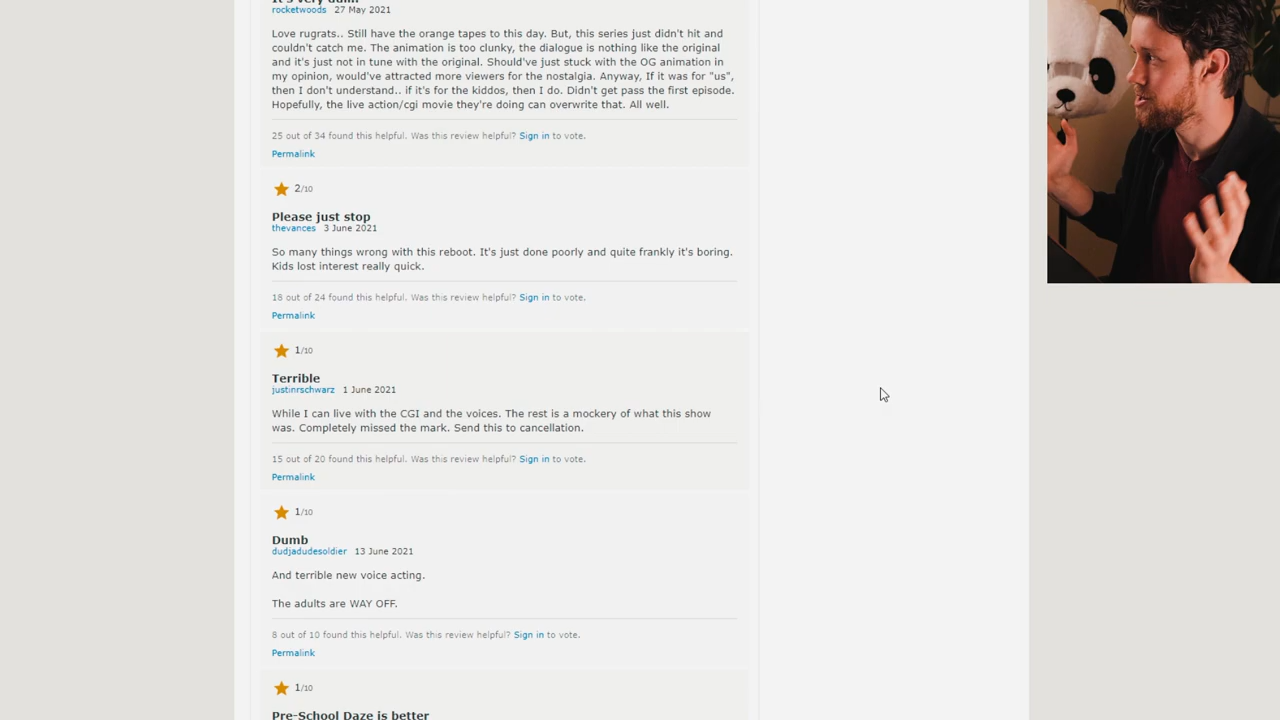 rocketwoods 27 May 2021
Love rugrats.. Still have the orange tapes to this day. But, this series just didn't hit and
couldn't catch me. The animation is too clunky, the dialogue is nothing like the original
and it's just not in tune with the original. Should've just stuck with the OG animation in
my opinion, would've attracted more viewers for the nostalgia. Anyway, If it was for "us",
then I don't understand.. if it's for the kiddos, then I do. Didn't get pass the first episode.
Hopefully, the live action/cgi movie they're doing can overwrite that. All well.
25 out of 34 found this helpful. Was this review helpful? Sign in to vote.
Permalink
2/10
Please just stop
thevances 3 June 2021
So many things wrong with this reboot. It's just done poorly and quite frankly it's boring.
Kids lost interest really quick.
18 out of 24 found this helpful. Was this review helpful? Sign in to vote.
Permalink
1/10
Terrible
justinrschwarz 1 June 2021
While I can live with the CGI and the voices. The rest is a mockery of what this show
was. Completely missed the mark. Send this to cancellation.
15 out of 20 found this helpful. Was this review helpful? Sign in to vote.
Permalink
1/10
Dumb
dudjadudesoldier 13 June 2021
And terrible new voice acting.
The adults are WAY OFF.
8 out of 10 found this helpful. Was this review helpful? Sign in to vote.
Permalink
1/10
Pre-School Daze is better